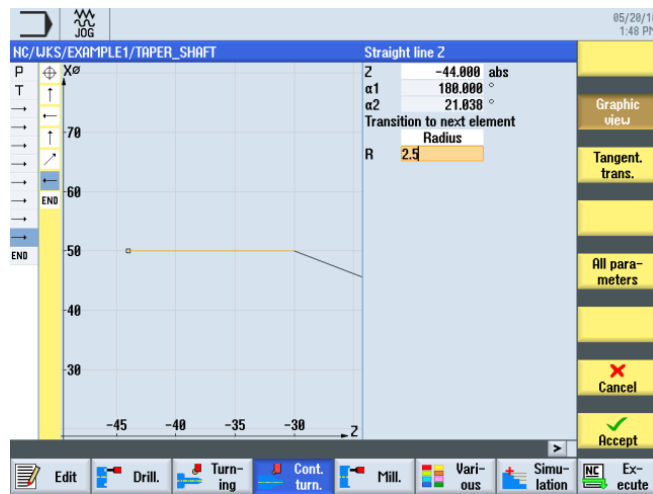 JOG
05/20/1
1:48 P
NC/WKS/EXAMPLE1/TAPER_SHAFT
Straight line Z
P
T
END
END
Xø
-70
-60
-50
-40
-30
-45
-40
-35
-30
Z
Z -44.000 abs
α1 180.000 °
α2 21.038 °
Transition to next element
Radius
R 2.5
Graphic
view
Tangent.
trans.
All para-
meters
Cancel
Accept
>
Edit
Drill.
Turn-
ing
Cont.
turn.
Mill.
Vari-
ous
Simu-
lation
NC
Ex-
ecute